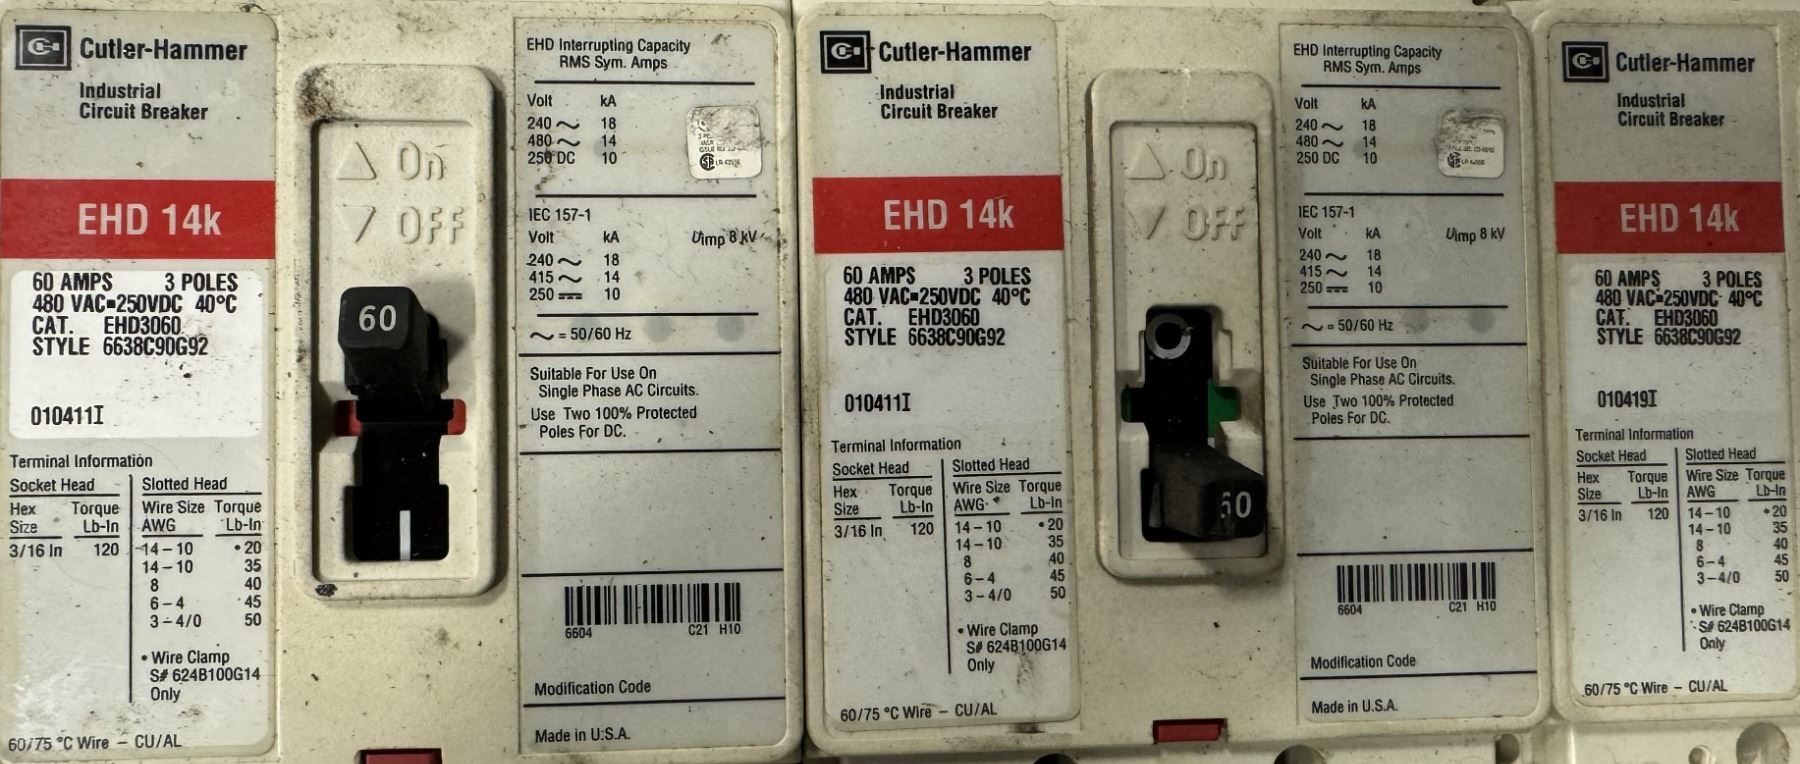 Cutler-Hammer
Industrial
Circuit Breaker
EHD 14k
60 AMPS 3 POLES
480 VAC▪250VDC 40°C
CAT. EHD3060
STYLE 6638C90G92
010411I
Terminal Information
Socket Head Slotted Head
Hex Torque Wire Size Torque
Size Lb-In AWG Lb-In
3/16 In 120 14–10 •20
14–10 35
8 40
6–4 45
3–4/0 50
• Wire Clamp
S# 624B100G14
Only
60/75 °C Wire – CU/AL
△ On
▽ OFF
60
EHD Interrupting Capacity
RMS Sym. Amps
Volt kA
240 ～ 18
480 ～ 14
250 DC 10
IEC 157-1
Volt kA Uimp 8 kV
240 ～ 18
415 ～ 14
250 ⎓ 10
～ = 50/60 Hz
Suitable For Use On
Single Phase AC Circuits.
Use Two 100% Protected
Poles For DC.
6604 C21 H10
Modification Code
Made in U.S.A.
Cutler-Hammer
Industrial
Circuit Breaker
EHD 14k
60 AMPS 3 POLES
480 VAC▪250VDC 40°C
CAT. EHD3060
STYLE 6638C90G92
010411I
Terminal Information
Socket Head Slotted Head
Hex Torque Wire Size Torque
Size Lb-In AWG Lb-In
3/16 In 120 14–10 •20
14–10 35
8 40
6–4 45
3–4/0 50
• Wire Clamp
S# 624B100G14
Only
60/75 °C Wire – CU/AL
△ On
▽ OFF
60
EHD Interrupting Capacity
RMS Sym. Amps
Volt kA
240 ～ 18
480 ～ 14
250 DC 10
IEC 157-1
Volt kA Uimp 8 kV
240 ～ 18
415 ～ 14
250 ⎓ 10
～ = 50/60 Hz
Suitable For Use On
Single Phase AC Circuits.
Use Two 100% Protected
Poles For DC.
6604 C21 H10
Modification Code
Made in U.S.A.
Cutler-Hammer
Industrial
Circuit Breaker
EHD 14k
60 AMPS 3 POLES
480 VAC▪250VDC 40°C
CAT. EHD3060
STYLE 6638C90G92
010419I
Terminal Information
Socket Head Slotted Head
Hex Torque Wire Size Torque
Size Lb-In AWG Lb-In
3/16 In 120 14–10 •20
14–10 35
8 40
6–4 45
3–4/0 50
• Wire Clamp
S# 624B100G14
Only
60/75 °C Wire – CU/AL